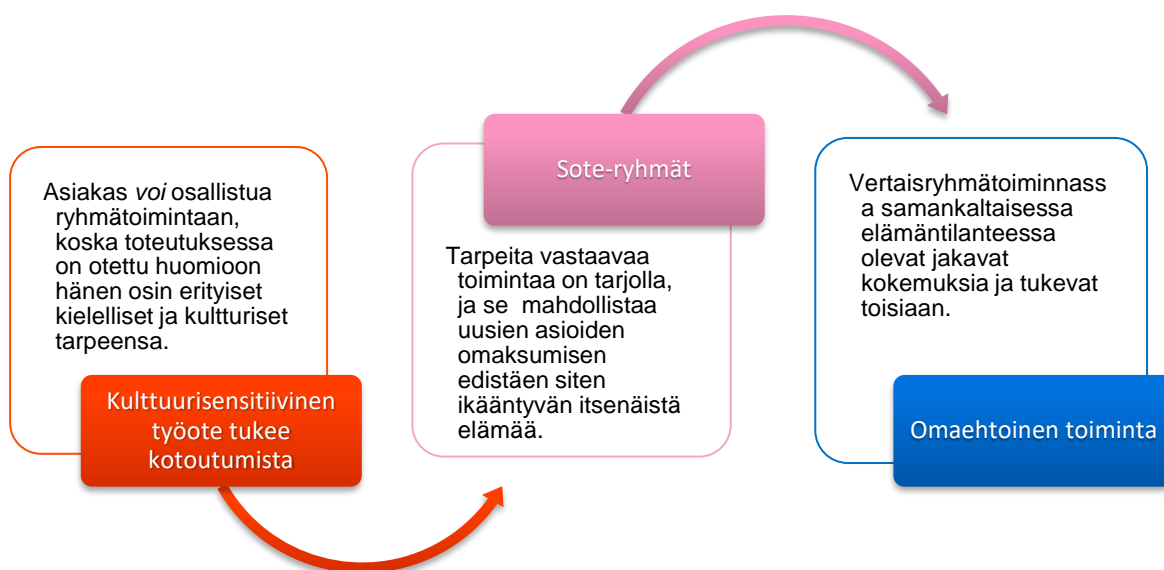 Asiakas voi osallistua
ryhmätoimintaan,
koska toteutuksessa
on otettu huomioon
hänen osin erityiset
kielelliset ja kultturiset
tarpeensa.
Kulttuurisensitiivinen
työote tukee
kotoutumista
Sote-ryhmät
Tarpeita vastaavaa
toimintaa on tarjolla,
ja se mahdollistaa
uusien asioiden
omaksumisen
edistäen siten
ikääntyvän itsenäistä
elämää.
Vertaisryhmätoiminnass
a samankaltaisessa
elämäntilanteessa
olevat jakavat
kokemuksia ja tukevat
toisiaan.
Omaehtoinen toiminta